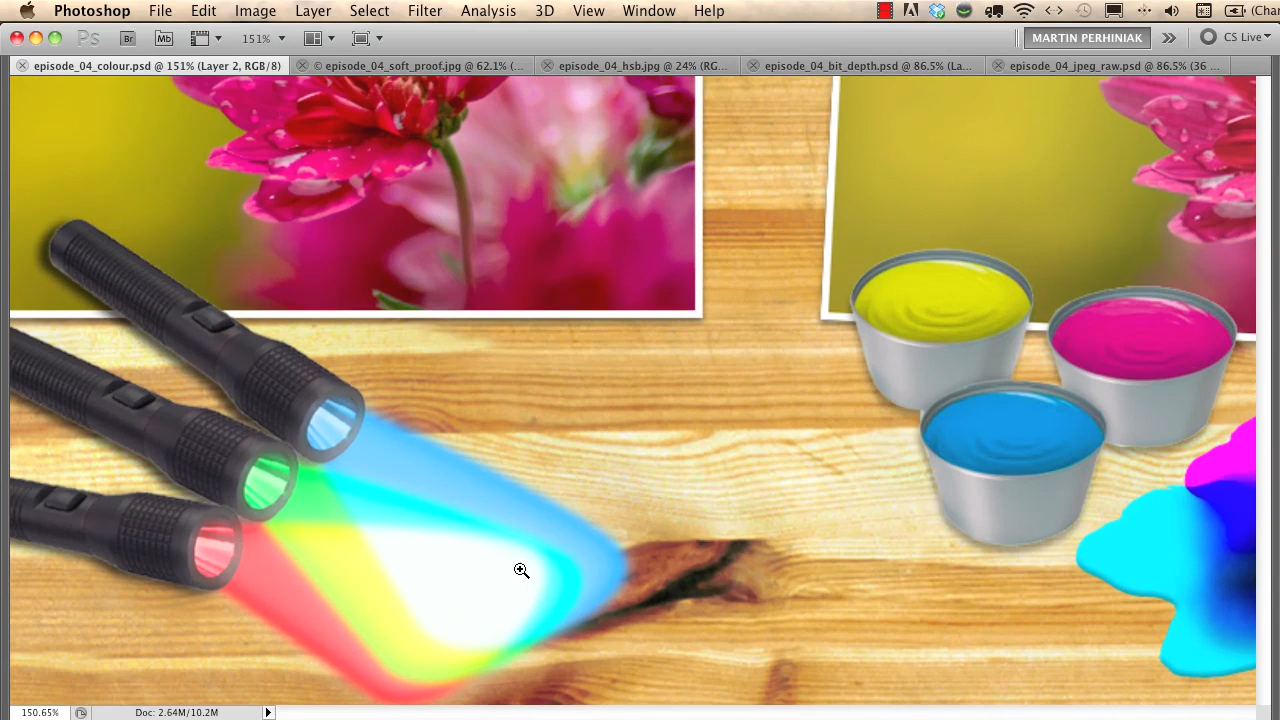 Photoshop File Edit Image Layer Select Filter Analysis 3D View Window Help (Char
Ps Br Mb 151% MARTIN PERHINIAK CS Live
episode_04_colour.psd @ 151% (Layer 2, RGB/8) © episode_04_soft_proof.jpg @ 62.1% (... episode_04_hsb.jpg @ 24% (RG... episode_04_bit_depth.psd @ 86.5% (La... episode_04_jpeg_raw.psd @ 86.5% (36 ...
150.65% Doc: 2.64M/10.2M